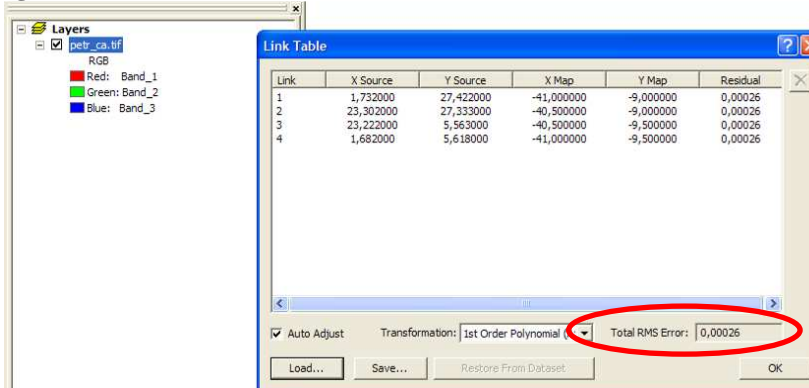 Layers
petr_ca.tif
RGB
Red: Band_1
Green: Band_2
Blue: Band_3
Link Table
Link X Source Y Source X Map Y Map Residual
1 1,732000 27,422000 -41,000000 -9,000000 0,00026
2 23,302000 27,333000 -40,500000 -9,000000 0,00026
3 23,222000 5,563000 -40,500000 -9,500000 0,00026
4 1,682000 5,618000 -41,000000 -9,500000 0,00026
Auto Adjust Transformation: 1st Order Polynomial ( Total RMS Error: 0,00026
Load... Save... Restore From Dataset OK